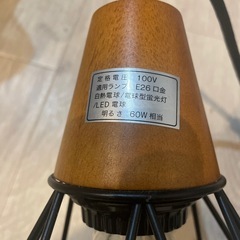 定格電圧 100V
適用ランプ E26口金
白熱電球/電球型蛍光灯
/LED電球
明るさ 60W相当